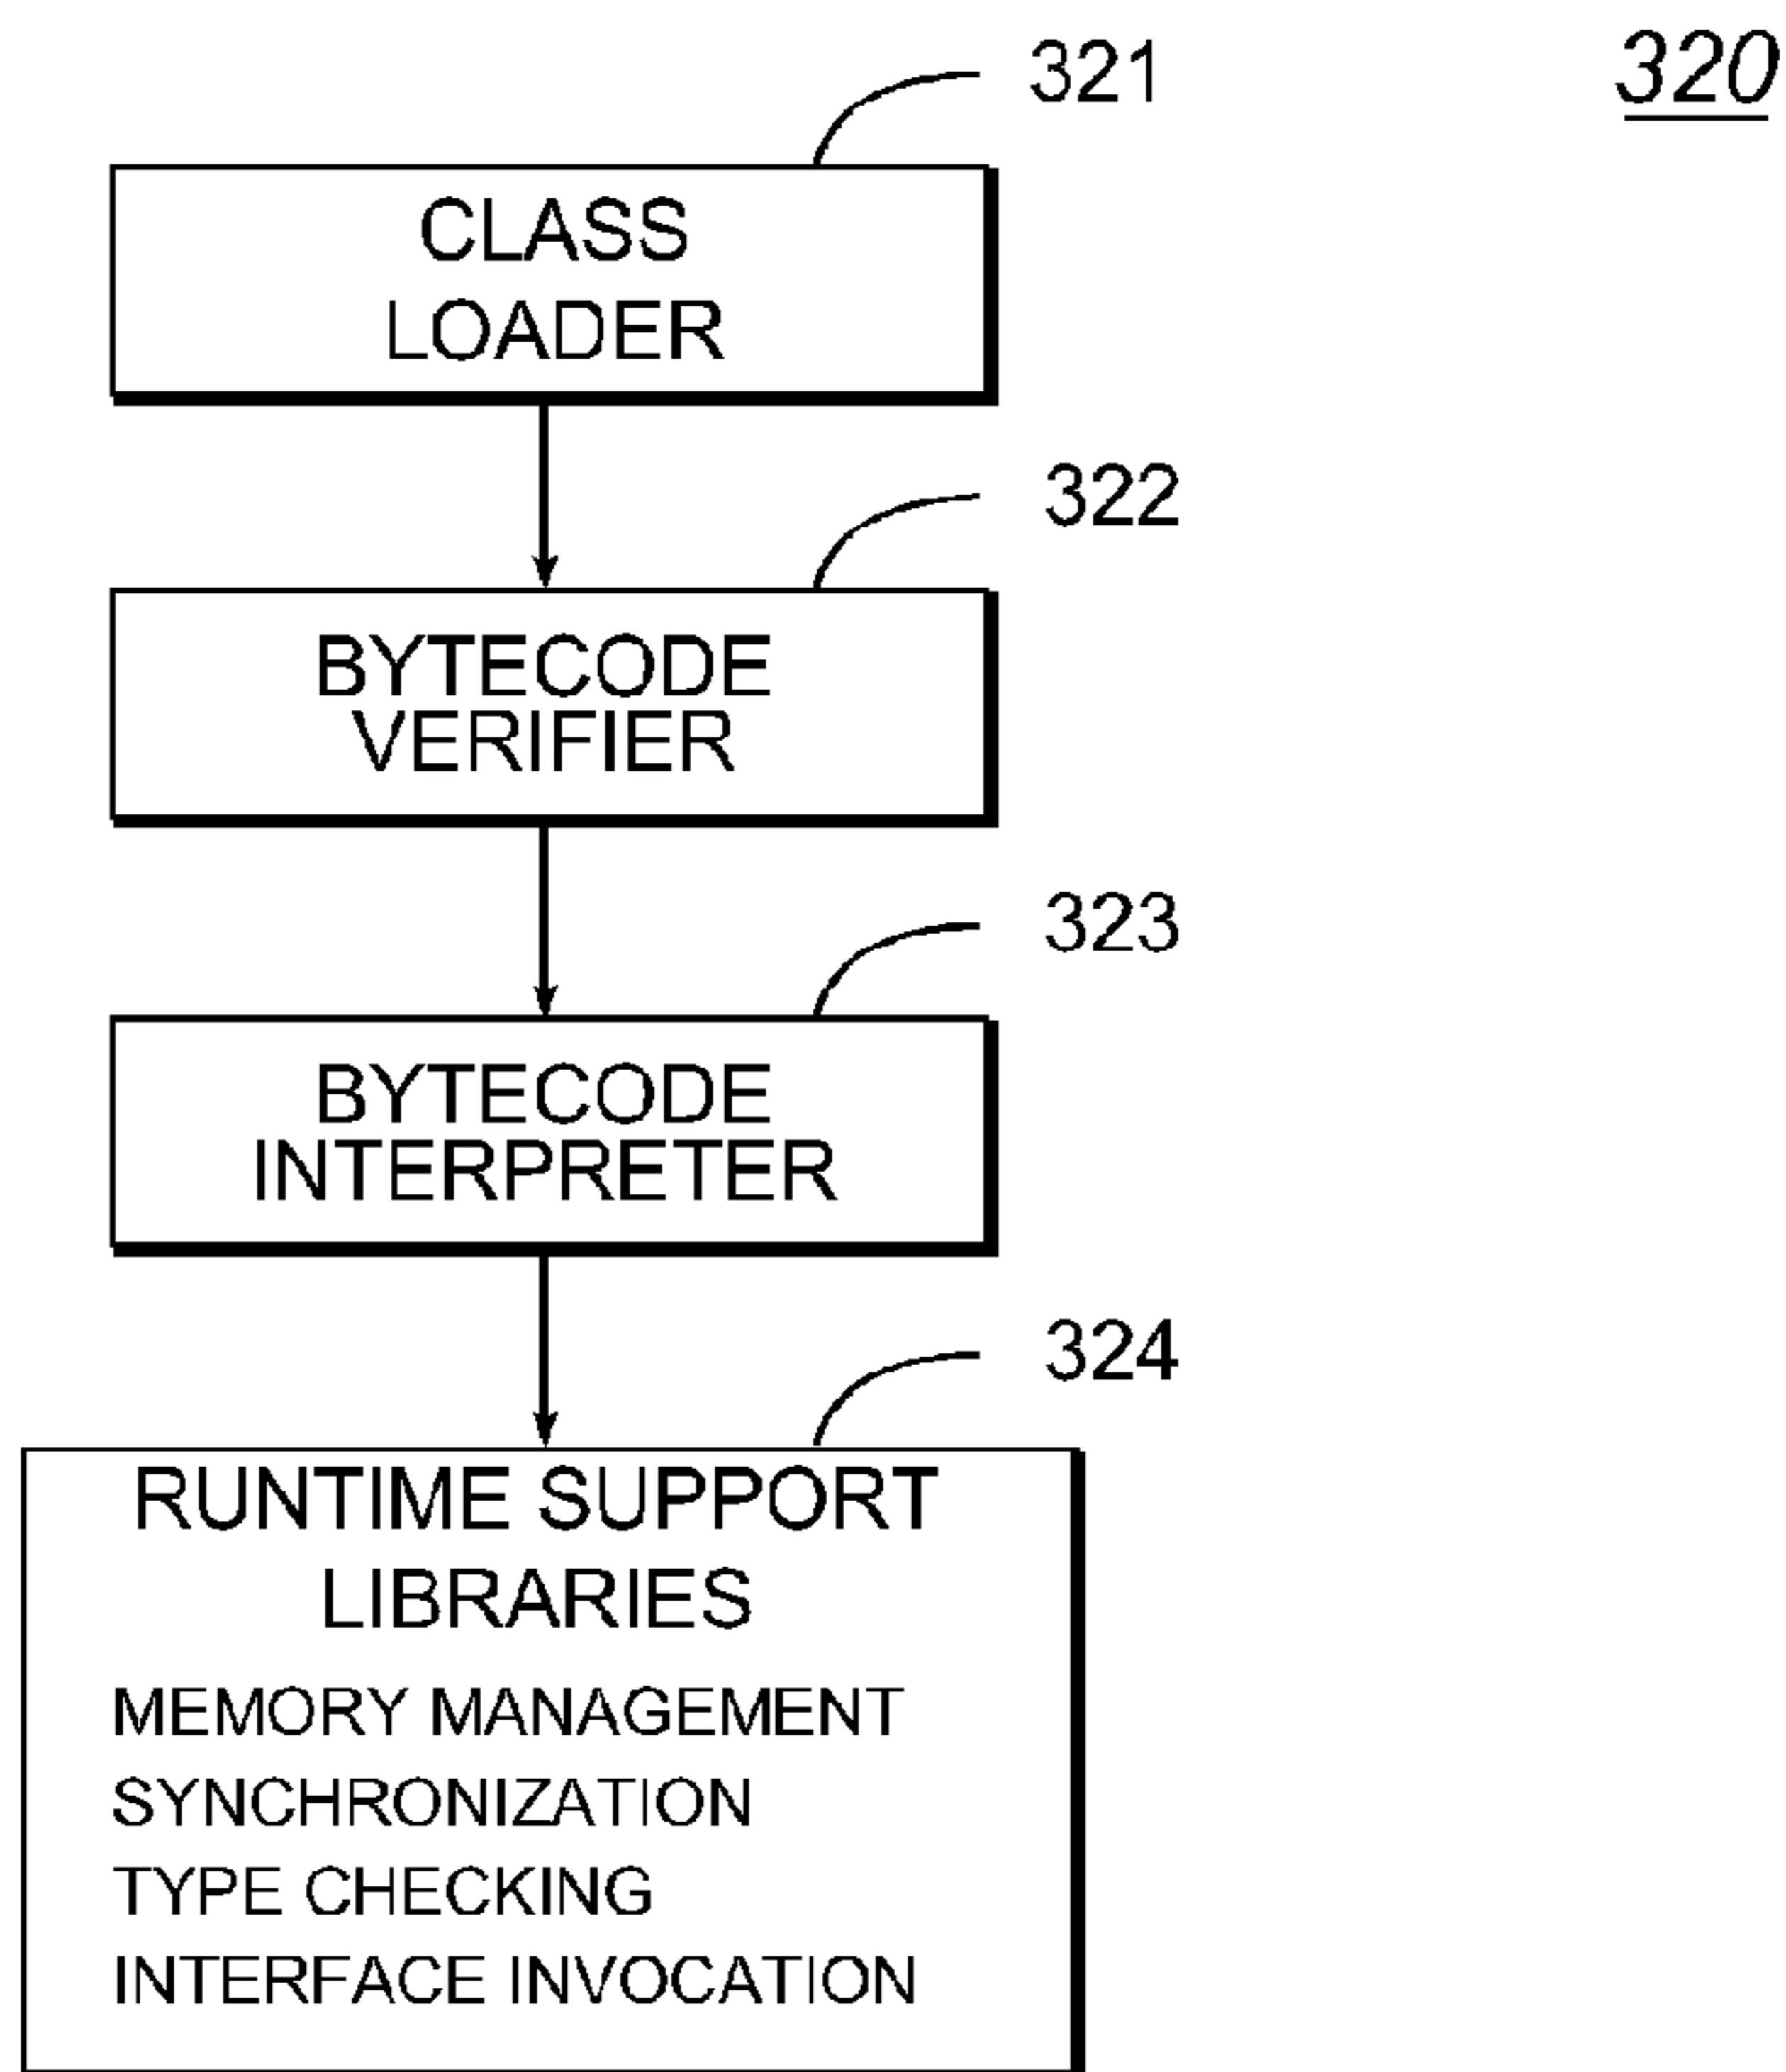 320
321
CLASS
LOADER
322
BYTECODE
VERIFIER
323
BYTECODE
INTERPRETER
324
RUNTIME SUPPORT
LIBRARIES
MEMORY MANAGEMENT
SYNCHRONIZATION
TYPE CHECKING
INTERFACE INVOCATION